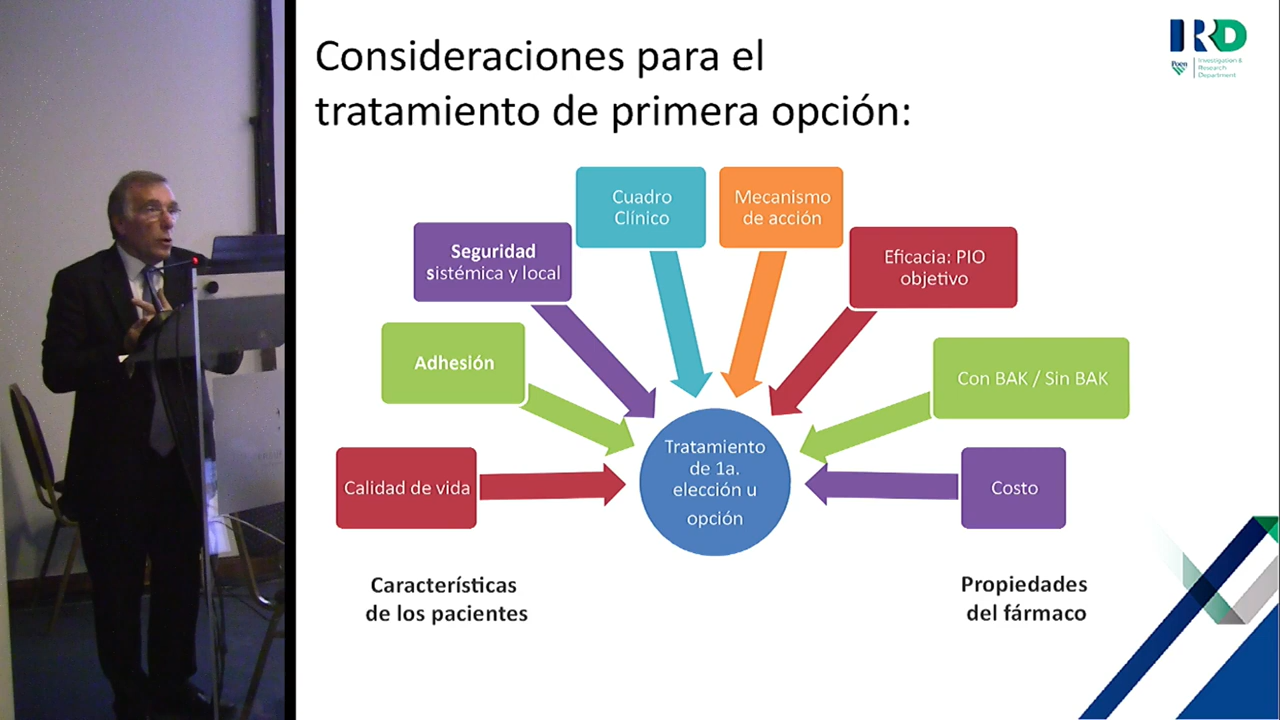 Consideraciones para el
tratamiento de primera opción:
IRD
Poen
Investigation &
Research
Department
Cuadro
Clínico
Mecanismo
de acción
Seguridad
sistémica y local
Eficacia: PIO
objetivo
Adhesión
Con BAK / Sin BAK
Calidad de vida
Tratamiento
de 1a.
elección u
opción
Costo
Características
de los pacientes
Propiedades
del fármaco